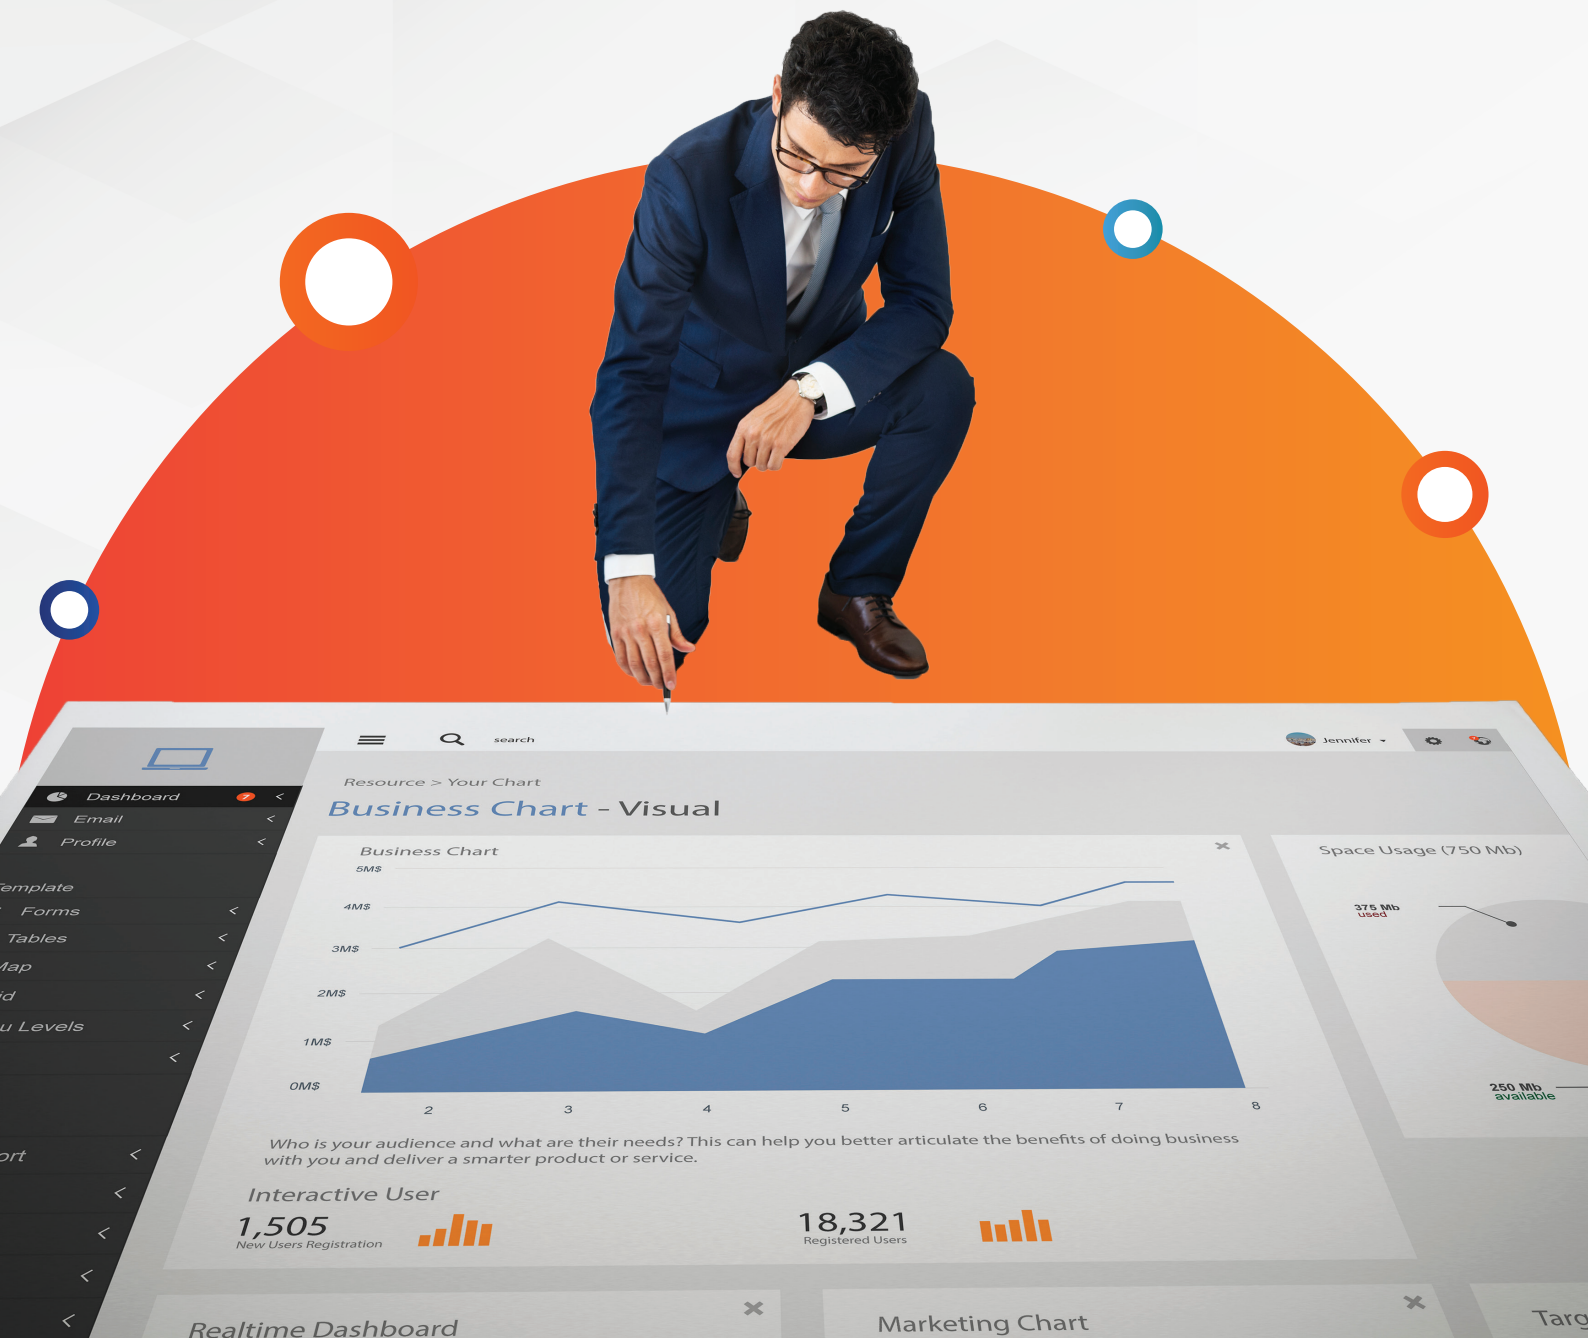 search
Jennifer
Dashboard
7
Email
Profile
Forms
Tables
Levels
Resource > Your Chart
Business Chart - Visual
Business Chart
5M$
4M$
3M$
2M$
1M$
0M$
2 3 4 5 6 7 8
Who is your audience and what are their needs? This can help you better articulate the benefits of doing business
with you and deliver a smarter product or service.
Interactive User
1,505
New Users Registration
18,321
Registered Users
Space Usage (750 Mb)
375 Mb
used
250 Mb
available
Realtime Dashboard
Marketing Chart